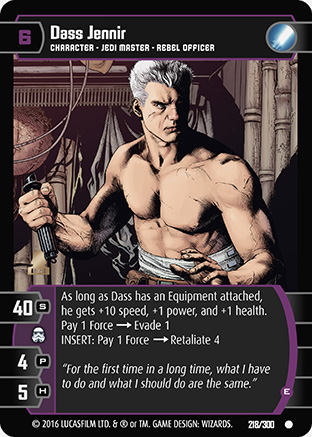 6
Dass Jennir
CHARACTER - JEDI MASTER - REBEL OFFICER
40 S
4 P
5 H
As long as Dass has an Equipment attached,
he gets +10 speed, +1 power, and +1 health.
Pay 1 Force → Evade 1
INSERT: Pay 1 Force → Retaliate 4
"For the first time in a long time, what I have
to do and what I should do are the same."
E
© 2016 LUCASFILM LTD. & ® or TM. GAME DESIGN: WIZARDS.
218/300